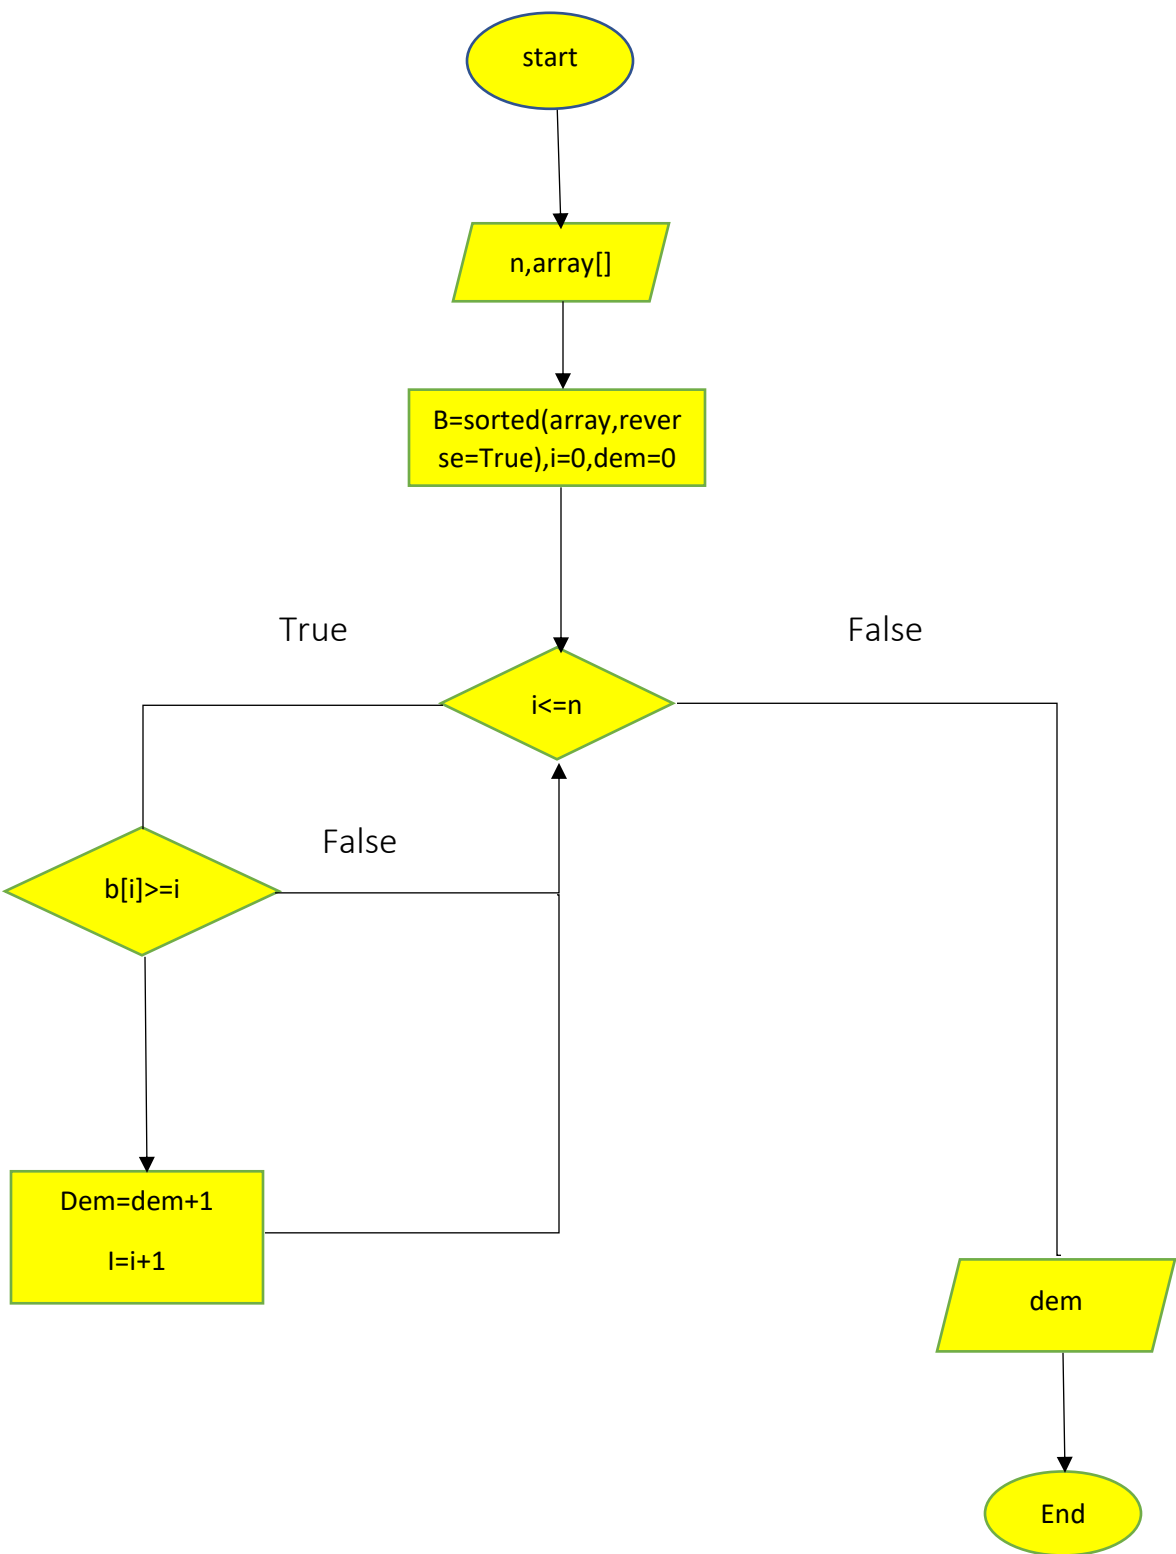 start
n,array[]
B=sorted(array,rever
se=True),i=0,dem=0
True
False
i<=n
False
b[i]>=i
Dem=dem+1
I=i+1
dem
End